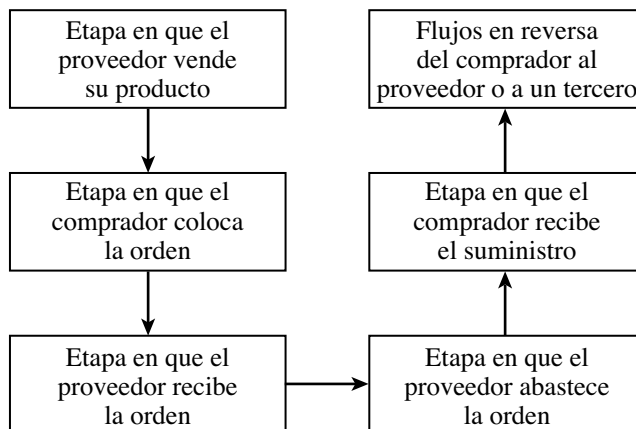 Etapa en que el
proveedor vende
su producto
Etapa en que el
comprador coloca
la orden
Etapa en que el
proveedor recibe
la orden
Etapa en que el
proveedor abastece
la orden
Etapa en que el
comprador recibe
el suministro
Flujos en reversa
del comprador al
proveedor o a un tercero